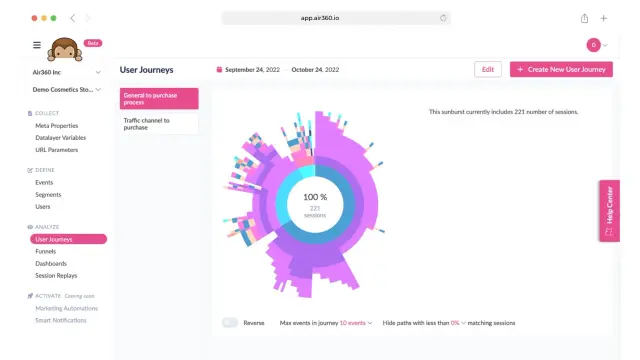 app.air360.io
Beta
D
Air360 Inc
User Journeys
September 24, 2022 — October 24, 2022
Edit
+ Create New User Journey
Demo Cosmetics Sto...
General to purchase
process
Traffic channel to
purchase
This sunburst currently includes 221 number of sessions.
COLLECT
Meta Properties
Datalayer Variables
URL Parameters
DEFINE
Events
Segments
Users
ANALYZE
User Journeys
Funnels
Dashboards
Session Replays
ACTIVATE Coming soon
Marketing Automations
Smart Notifications
100 %
221
sessions
Help Center
Reverse
Max events in journey 10 events
Hide paths with less than 0% matching sessions